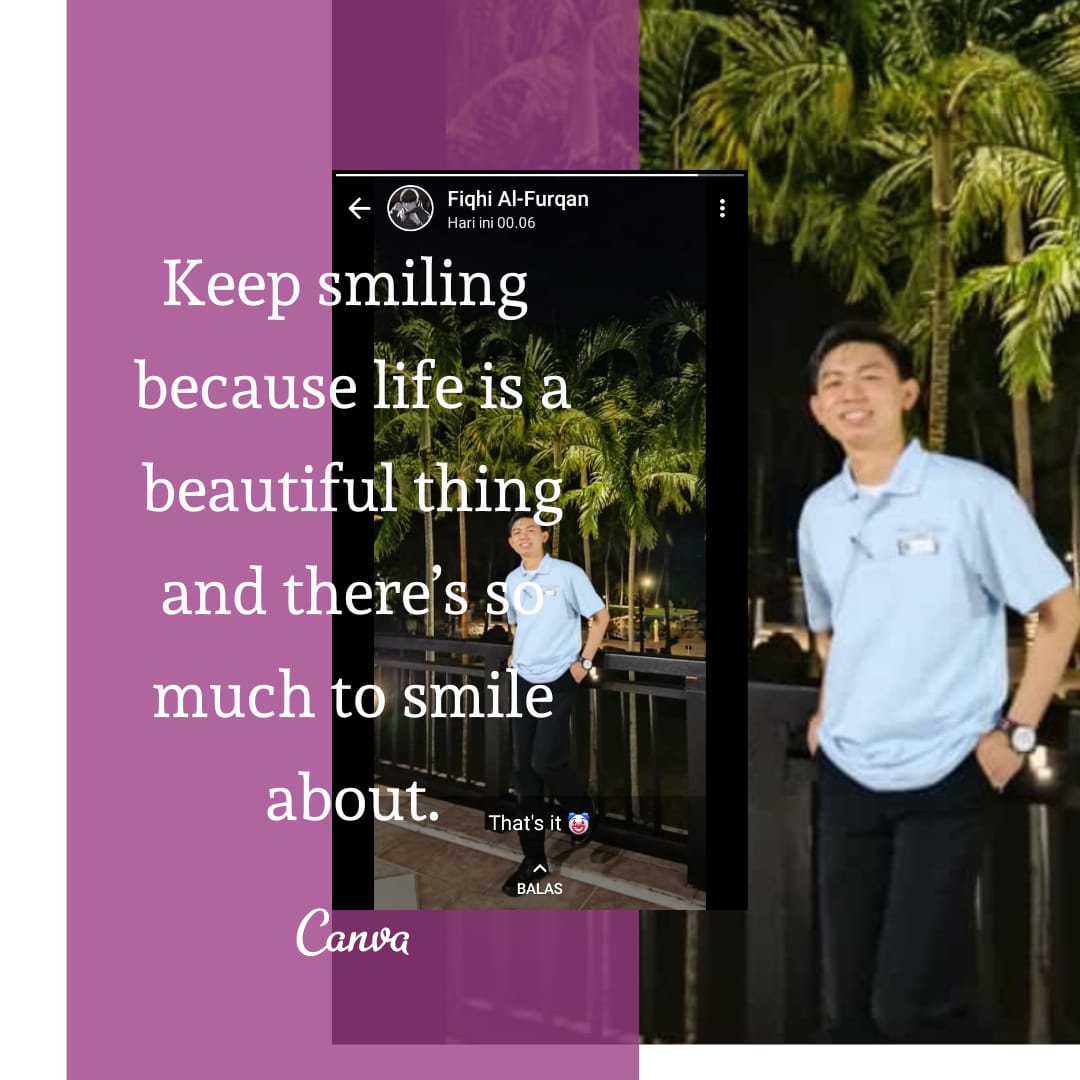 Fiqhi Al-Furqan
Hari ini 00.06
Keep smiling
because life is a
beautiful thing
and there’s so
much to smile
about.
That's it 🤡
BALAS
Canva